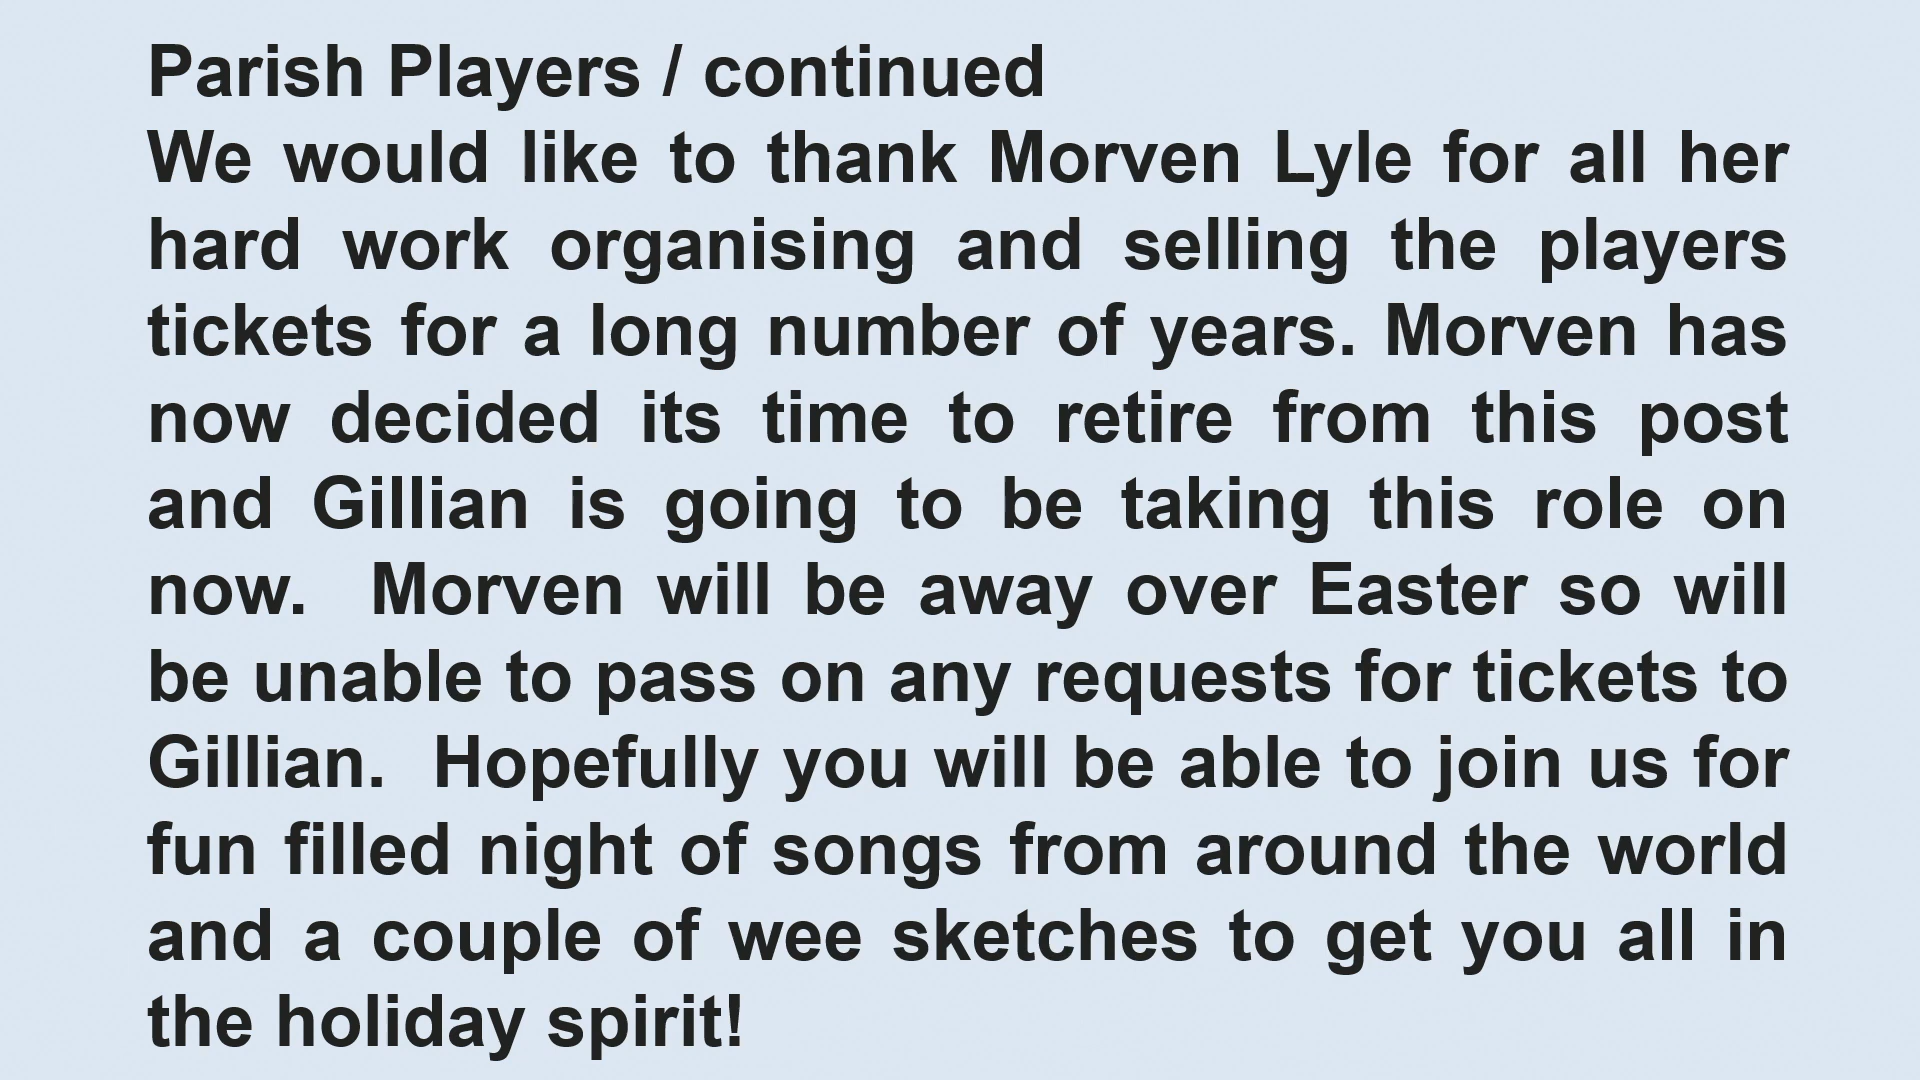 Parish Players / continued
We would like to thank Morven Lyle for all her
hard work organising and selling the players
tickets for a long number of years. Morven has
now decided its time to retire from this post
and Gillian is going to be taking this role on
now.  Morven will be away over Easter so will
be unable to pass on any requests for tickets to
Gillian.  Hopefully you will be able to join us for
fun filled night of songs from around the world
and a couple of wee sketches to get you all in
the holiday spirit!